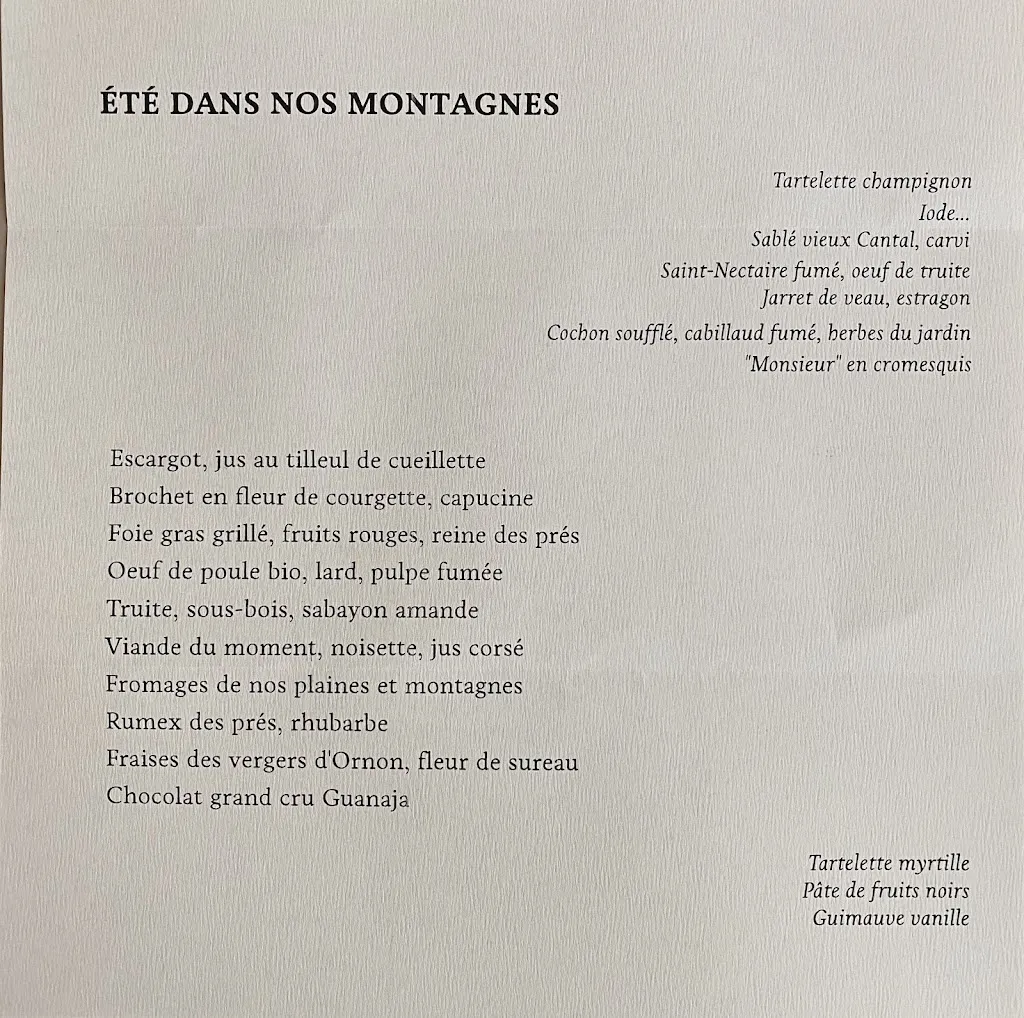 ÉTÉ DANS NOS MONTAGNES
Tartelette champignon
Iode...
Sablé vieux Cantal, carvi
Saint-Nectaire fumé, oeuf de truite
Jarret de veau, estragon
Cochon soufflé, cabillaud fumé, herbes du jardin
"Monsieur" en cromesquis
Escargot, jus au tilleul de cueillette
Brochet en fleur de courgette, capucine
Foie gras grillé, fruits rouges, reine des prés
Oeuf de poule bio, lard, pulpe fumée
Truite, sous-bois, sabayon amande
Viande du moment, noisette, jus corsé
Fromages de nos plaines et montagnes
Rumex des prés, rhubarbe
Fraises des vergers d'Ornon, fleur de sureau
Chocolat grand cru Guanaja
Tartelette myrtille
Pâte de fruits noirs
Guimauve vanille